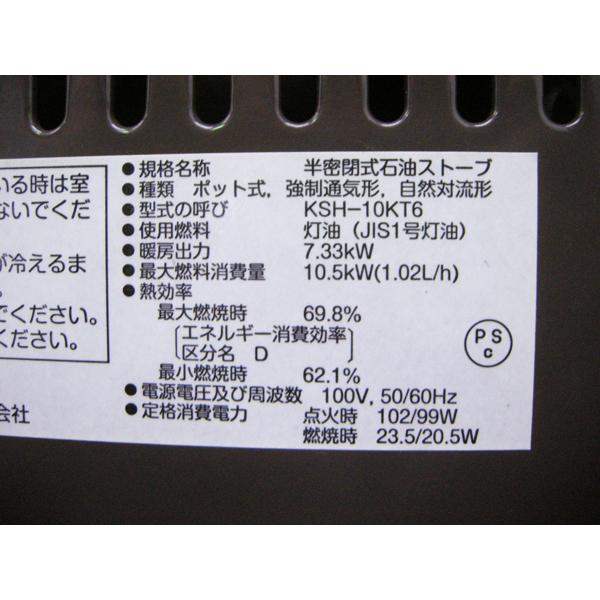 いる時は室
ないでくだ
が冷えるま
。
でください。
ください。
会社
● 規格名称 半密閉式石油ストーブ
● 種類 ポット式, 強制通気形, 自然対流形
● 型式の呼び KSH-10KT6
● 使用燃料 灯油 (JIS1号灯油)
● 暖房出力 7.33kW
● 最大燃料消費量 10.5kW(1.02L/h)
● 熱効率
最大燃焼時 69.8%
[エネルギー消費効率
区分名 D]
最小燃焼時 62.1%
● 電源電圧及び周波数 100V, 50/60Hz
● 定格消費電力 点火時 102/99W
燃焼時 23.5/20.5W
PS
C